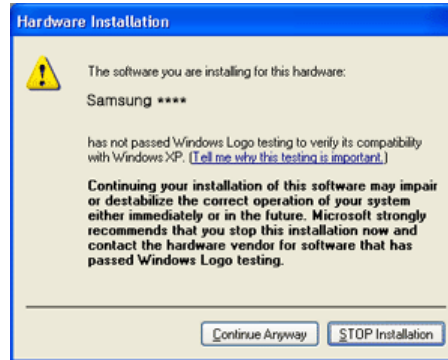 Hardware Installation
The software you are installing for this hardware:
Samsung ****
has not passed Windows Logo testing to verify its compatibility
with Windows XP. (Tell me why this testing is important.)
Continuing your installation of this software may impair
or destabilize the correct operation of your system
either immediately or in the future. Microsoft strongly
recommends that you stop this installation now and
contact the hardware vendor for software that has
passed Windows Logo testing.
Continue Anyway STOP Installation